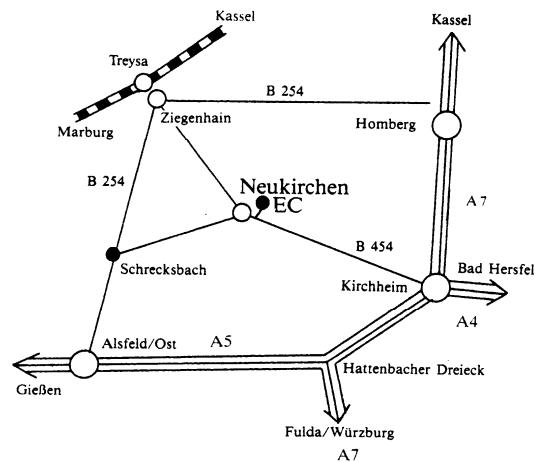 Kassel
Kassel
Treysa
B 254
Ziegenhain
Marburg
Homberg
B 254
Neukirchen
EC
A7
B 454
Schrecksbach
Kirchheim
Bad Hersfel
A4
Alsfeld/Ost
A5
Hattenbacher Dreieck
Gießen
Fulda/Würzburg
A7